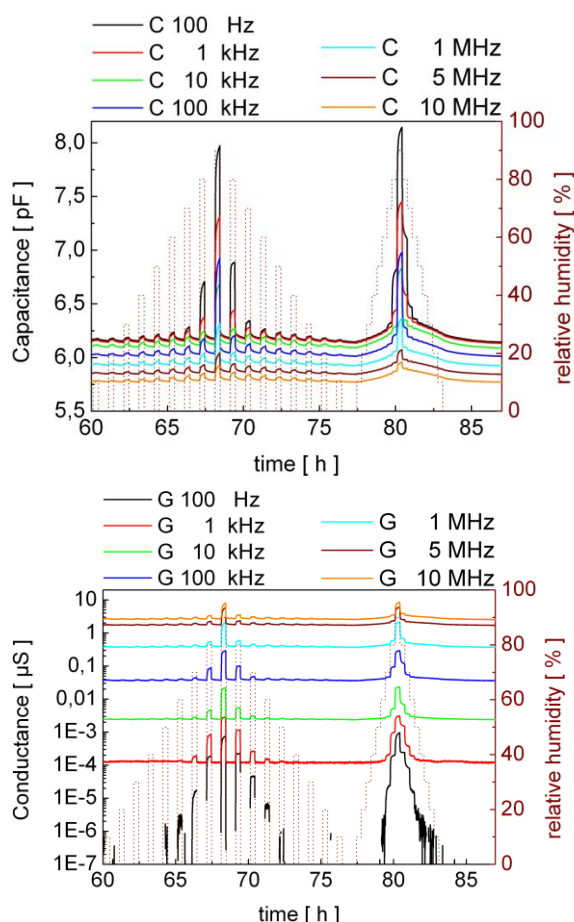 C 100 Hz
C 1 kHz
C 10 kHz
C 100 kHz
C 1 MHz
C 5 MHz
C 10 MHz
Capacitance [ pF]
8,0
7,5
7,0
6,5
6,0
5,5
60 65 70 75 80 85
time [ h ]
100
80
60
40
20
0
relative humidity [ % ]
G 100 Hz
G 1 kHz
G 10 kHz
G 100 kHz
G 1 MHz
G 5 MHz
G 10 MHz
Conductance [ µS ]
10
1
0,1
0,01
1E-3
1E-4
1E-5
1E-6
1E-7
60 65 70 75 80 85
time [ h ]
100
80
60
40
20
0
relative humidity [%]